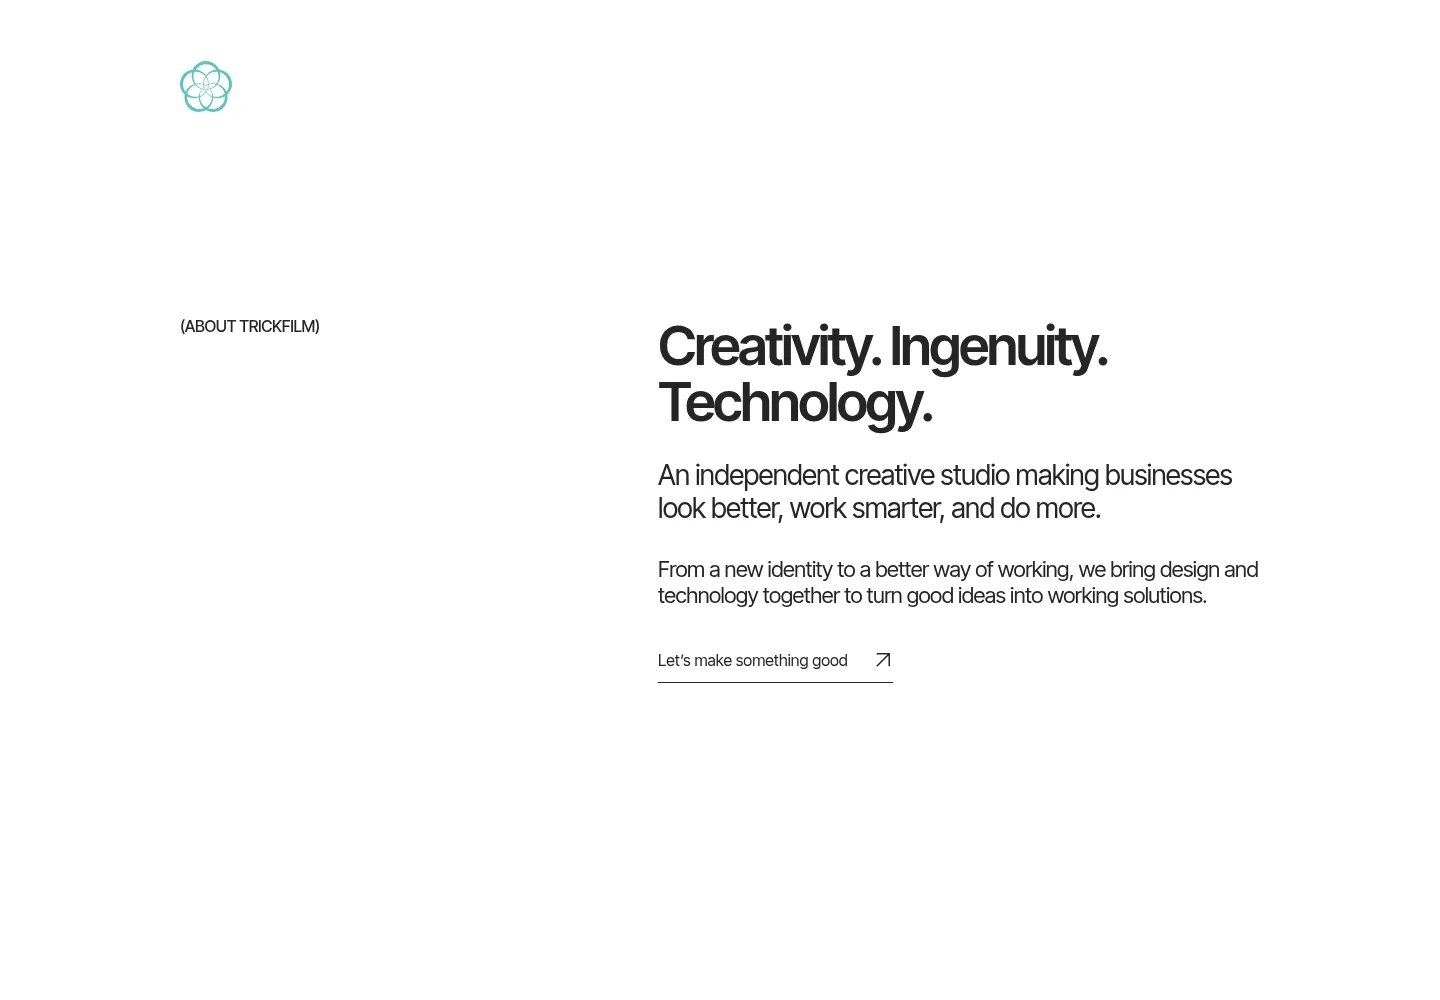 (ABOUT TRICKFILM)
Creativity. Ingenuity.
Technology.
An independent creative studio making businesses
look better, work smarter, and do more.
From a new identity to a better way of working, we bring design and
technology together to turn good ideas into working solutions.
Let’s make something good